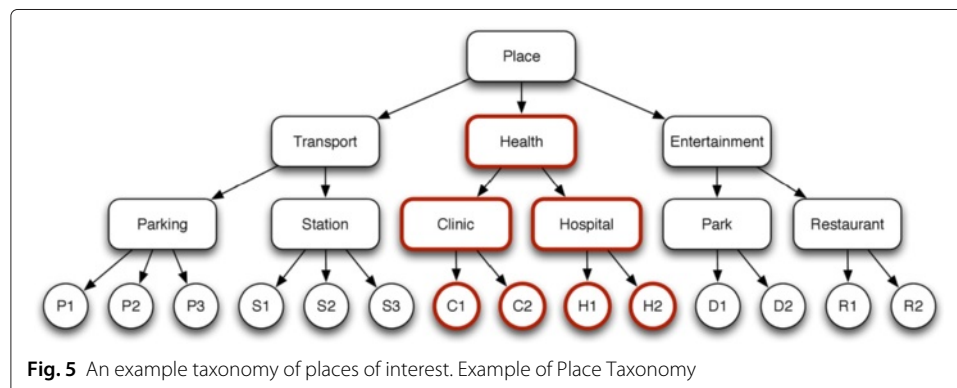 Place
Transport Health Entertainment
Parking Station Clinic Hospital Park Restaurant
P1 P2 P3 S1 S2 S3 C1 C2 H1 H2 D1 D2 R1 R2
Fig. 5 An example taxonomy of places of interest. Example of Place Taxonomy